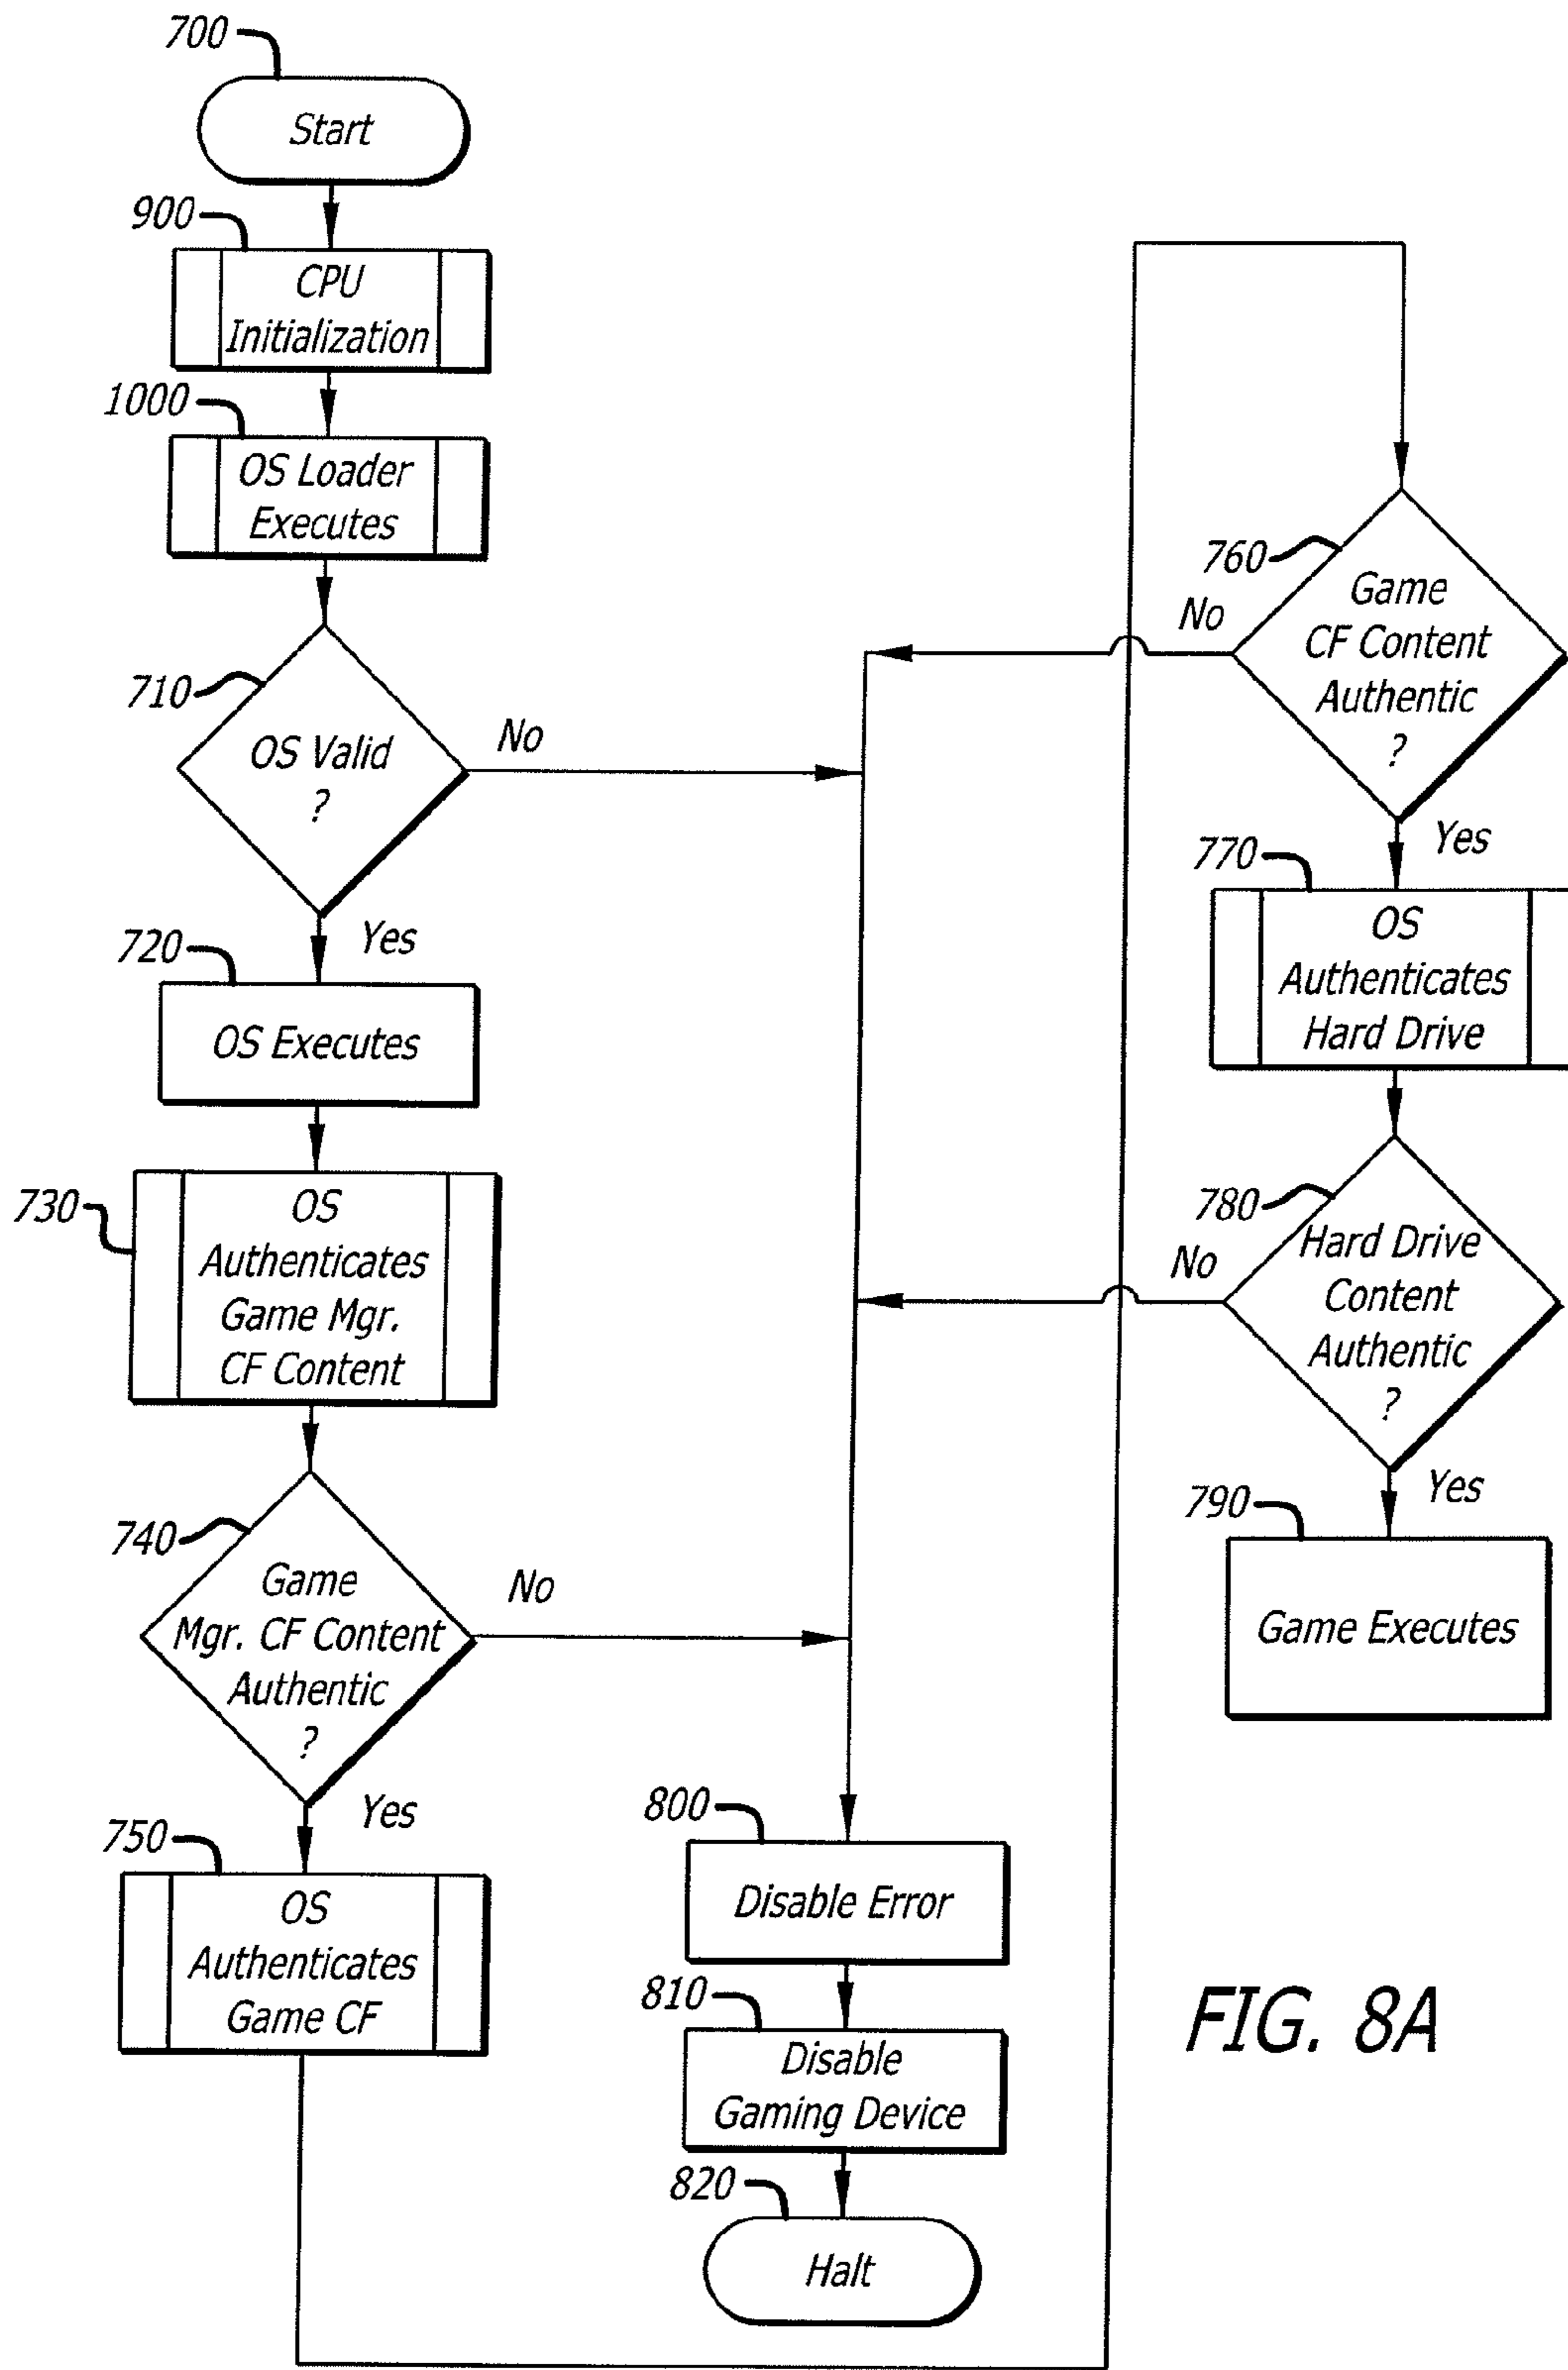 700
Start
900
CPU
Initialization
1000
OS Loader
Executes
710
OS Valid
?
No
Yes
720
OS Executes
730
OS
Authenticates
Game Mgr.
CF Content
740
Game
Mgr. CF Content
Authentic
?
No
Yes
750
OS
Authenticates
Game CF
760
Game
CF Content
Authentic
?
No
Yes
770
OS
Authenticates
Hard Drive
780
Hard Drive
Content
Authentic
?
No
Yes
790
Game Executes
800
Disable Error
810
Disable
Gaming Device
820
Halt
FIG. 8A